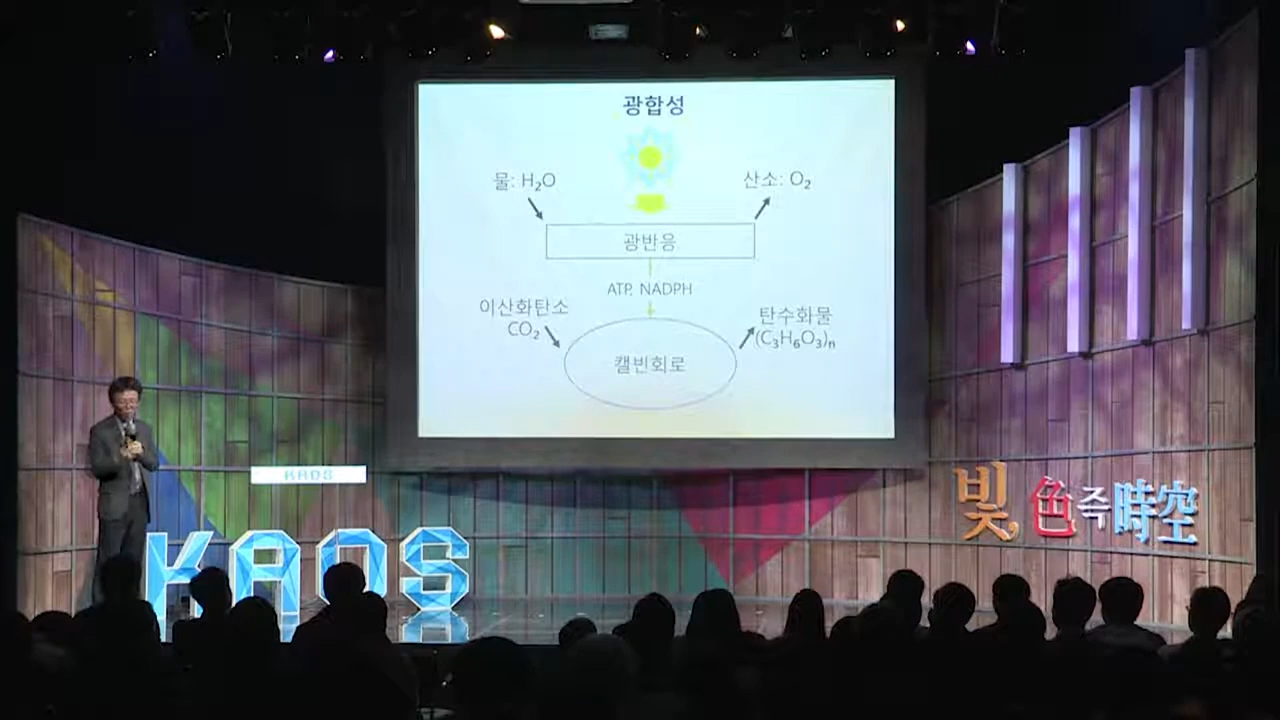 광합성
물: H₂O
산소: O₂
광반응
ATP, NADPH
이산화탄소
CO₂
탄수화물
(C₃H₆O₃)n
캘빈회로
KAOS
KAOS
빛, 色즉時空